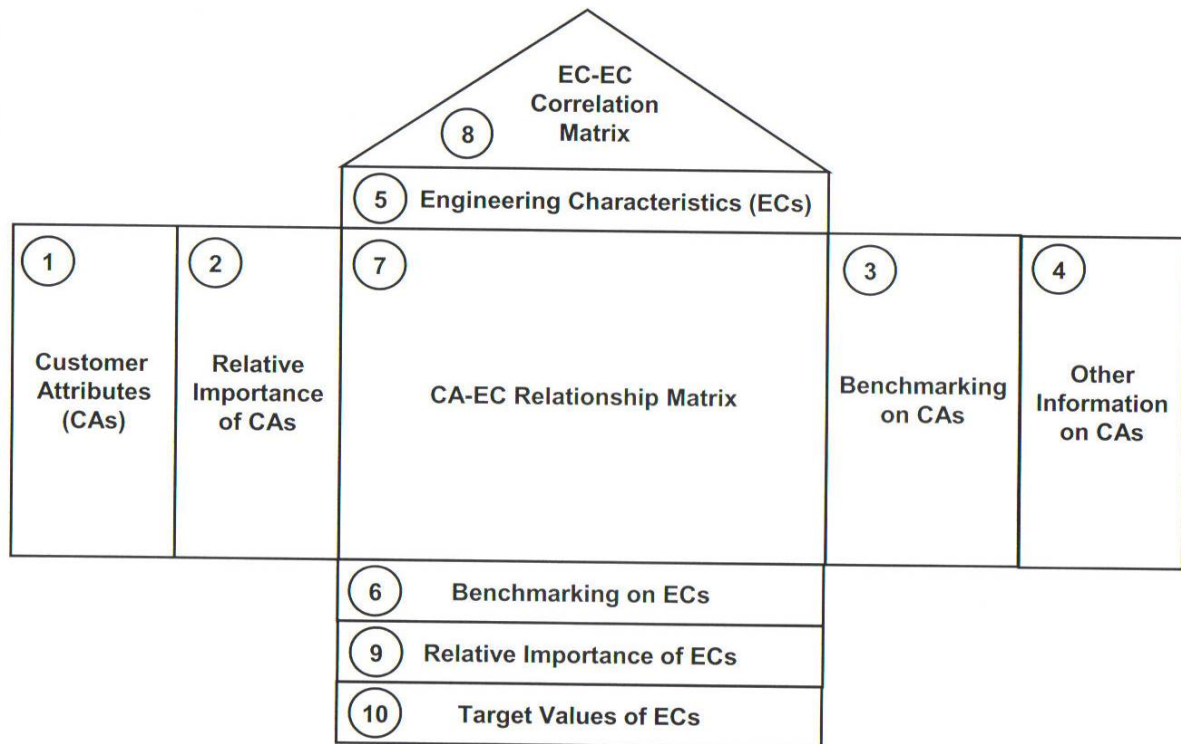 EC-EC
Correlation
Matrix
8
5 Engineering Characteristics (ECs)
1
Customer
Attributes
(CAs)
2
Relative
Importance
of CAs
7
CA-EC Relationship Matrix
3
Benchmarking
on CAs
4
Other
Information
on CAs
6 Benchmarking on ECs
9 Relative Importance of ECs
10 Target Values of ECs